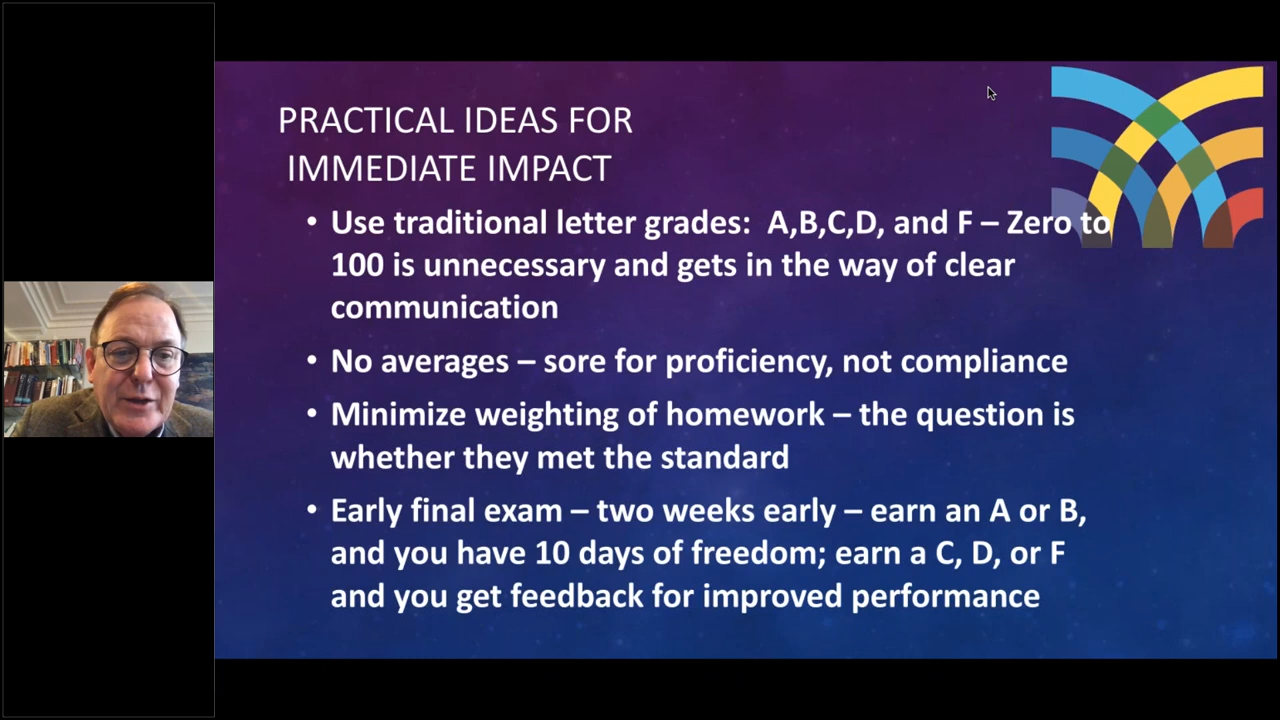 PRACTICAL IDEAS FOR
IMMEDIATE IMPACT
• Use traditional letter grades:  A,B,C,D, and F – Zero to
100 is unnecessary and gets in the way of clear
communication
• No averages – sore for proficiency, not compliance
• Minimize weighting of homework – the question is
whether they met the standard
• Early final exam – two weeks early – earn an A or B,
and you have 10 days of freedom; earn a C, D, or F
and you get feedback for improved performance